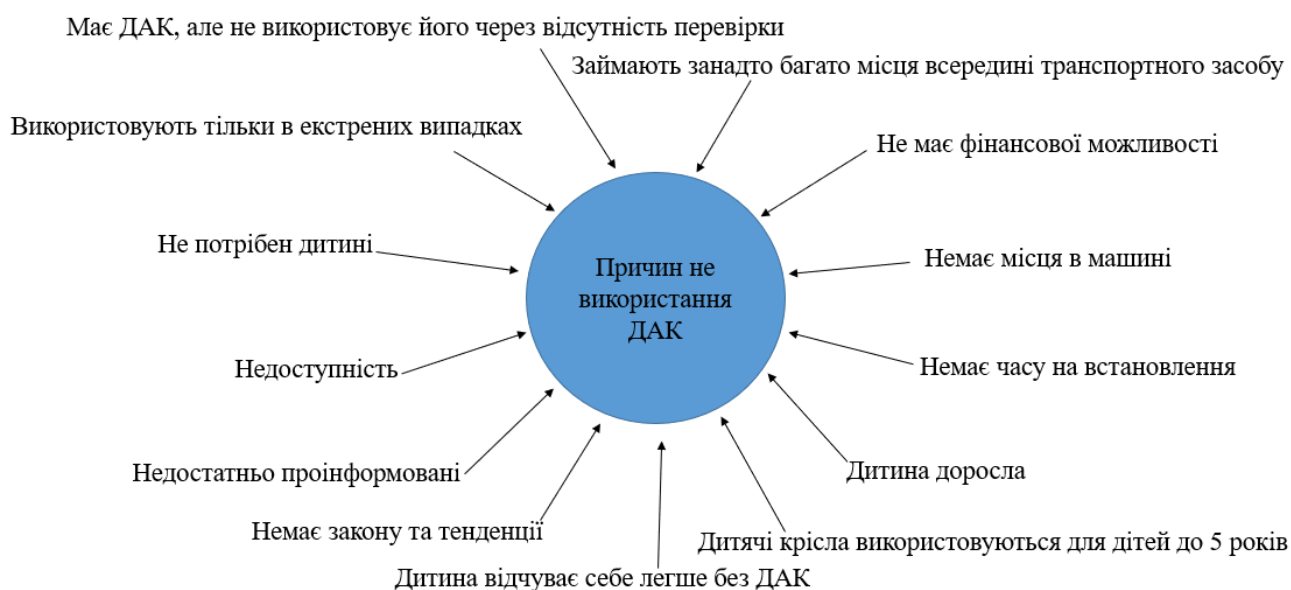 Має ДАК, але не використовує його через відсутність перевірки
Займають занадто багато місця всередині транспортного засобу
Використовують тільки в екстрених випадках
Не має фінансової можливості
Не потрібен дитині
Немає місця в машині
Причин не
використання
ДАК
Недоступність
Немає часу на встановлення
Недостатньо проінформовані
Дитина доросла
Немає закону та тенденції
Дитячі крісла використовуються для дітей до 5 років
Дитина відчуває себе легше без ДАК